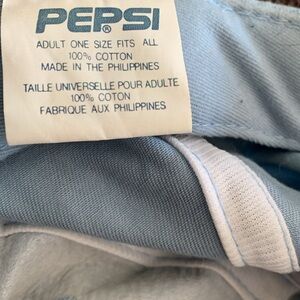 PEPSI®
ADULT ONE SIZE FITS ALL
100% COTTON
MADE IN THE PHILIPPINES
TAILLE UNIVERSELLE POUR ADULTE
100% COTON
FABRIQUE AUX PHILIPPINES